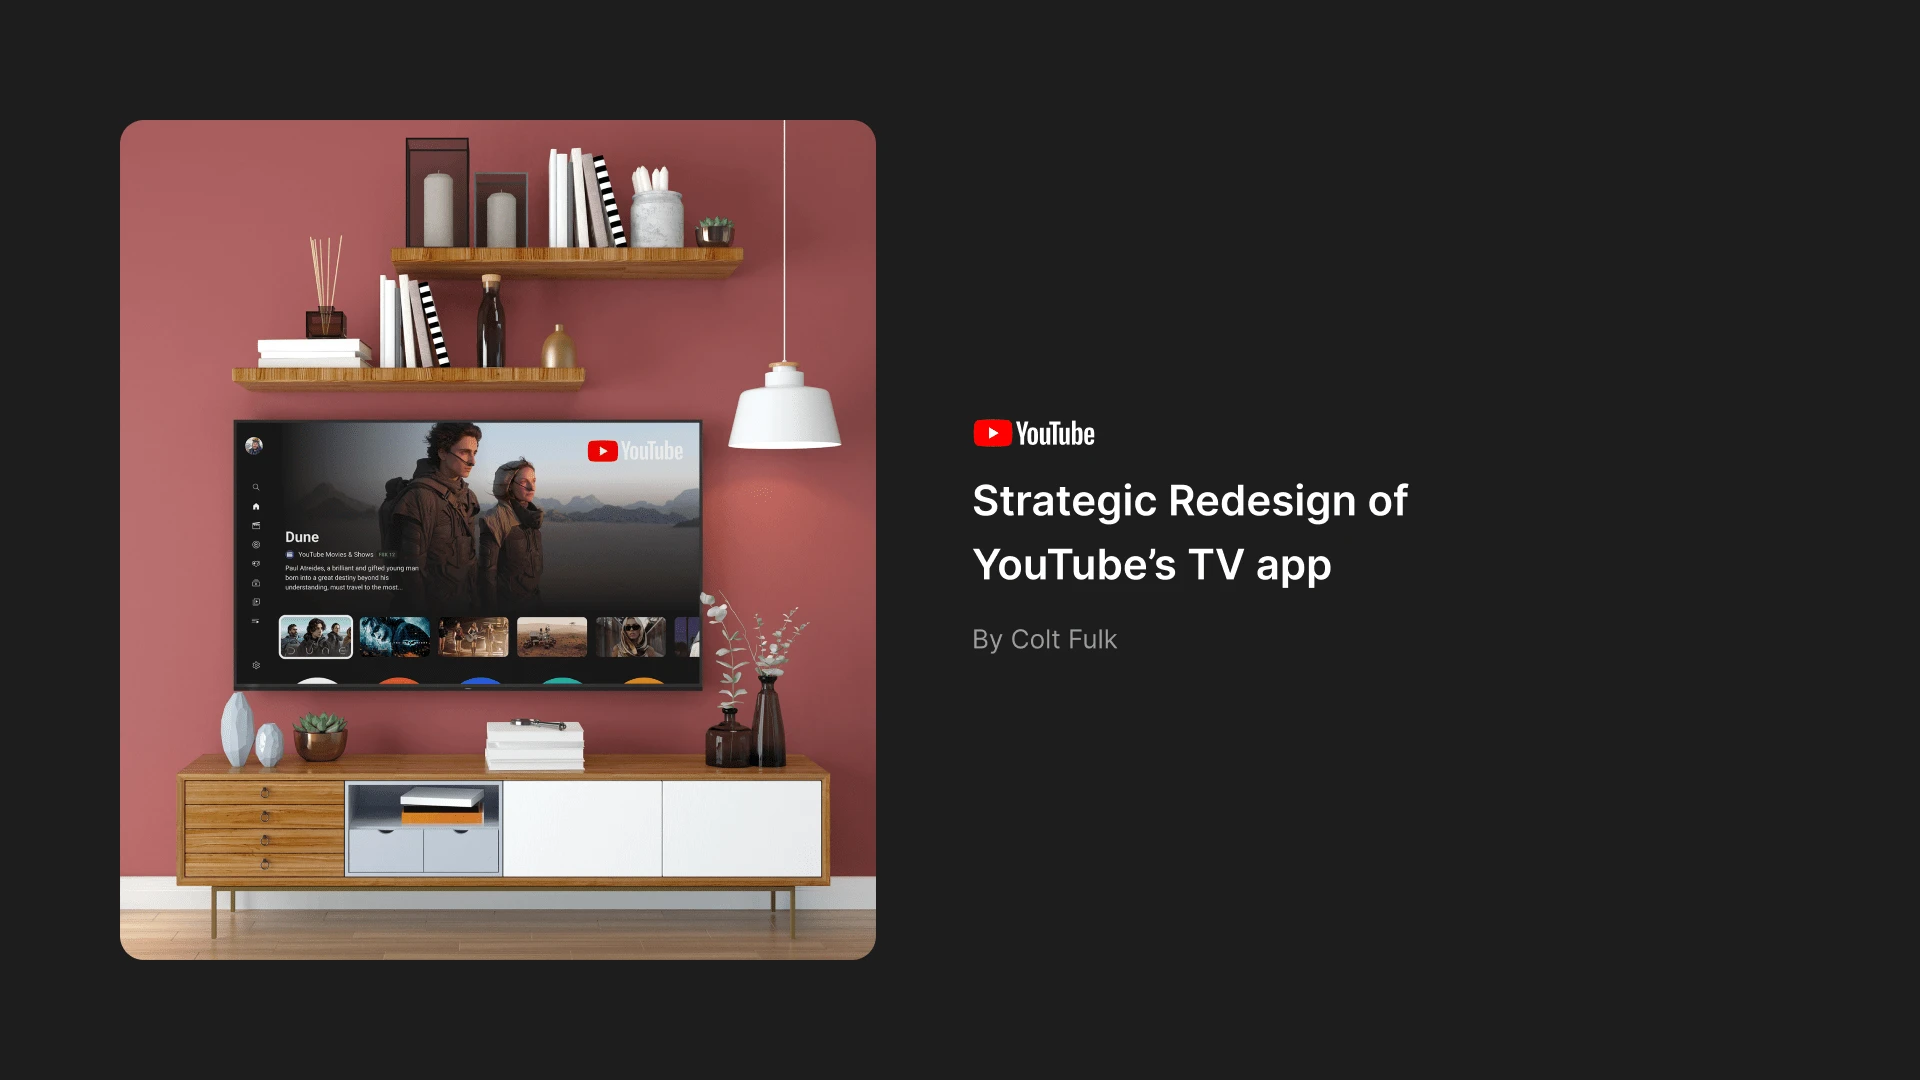 YouTube
Dune
YouTube Movies & Shows
Paul Atreides, a brilliant and gifted young man
born into a great destiny beyond his
understanding, must travel to the most...
DUNE
YouTube
Strategic Redesign of
YouTube’s TV app
By Colt Fulk